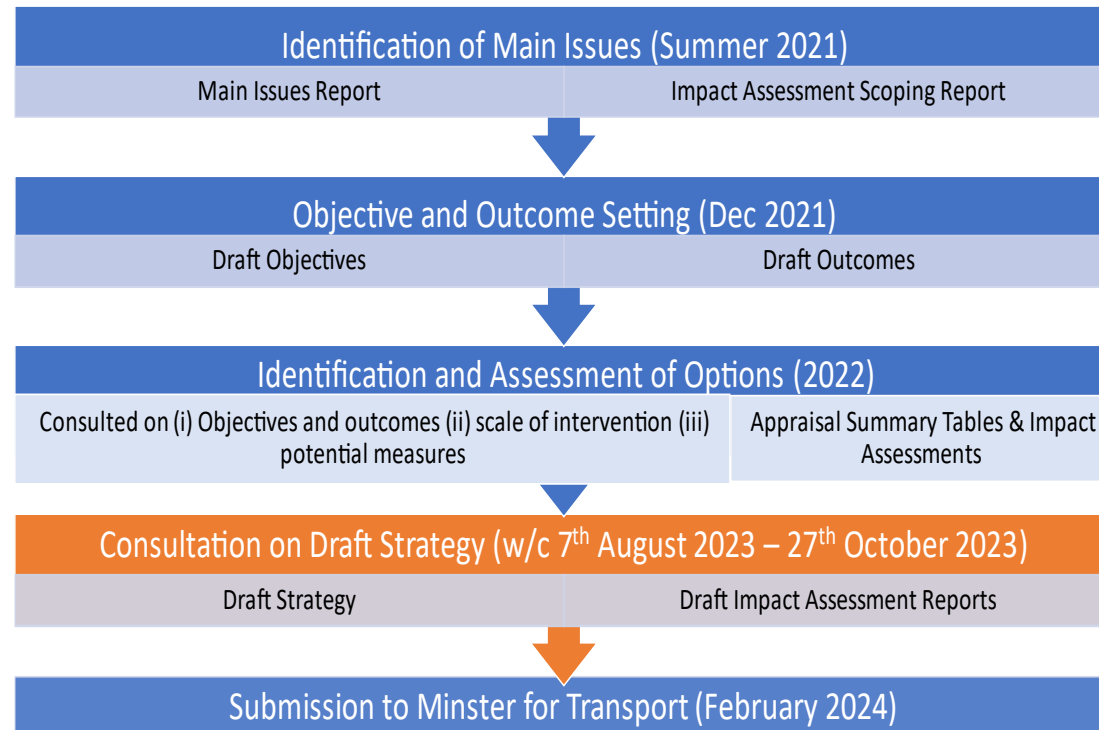 Identification of Main Issues (Summer 2021)
Main Issues Report
Impact Assessment Scoping Report
Objective and Outcome Setting (Dec 2021)
Draft Objectives
Draft Outcomes
Identification and Assessment of Options (2022)
Consulted on (i) Objectives and outcomes (ii) scale of intervention (iii)
potential measures
Appraisal Summary Tables & Impact
Assessments
Consultation on Draft Strategy (w/c 7th August 2023 – 27th October 2023)
Draft Strategy
Draft Impact Assessment Reports
Submission to Minster for Transport (February 2024)